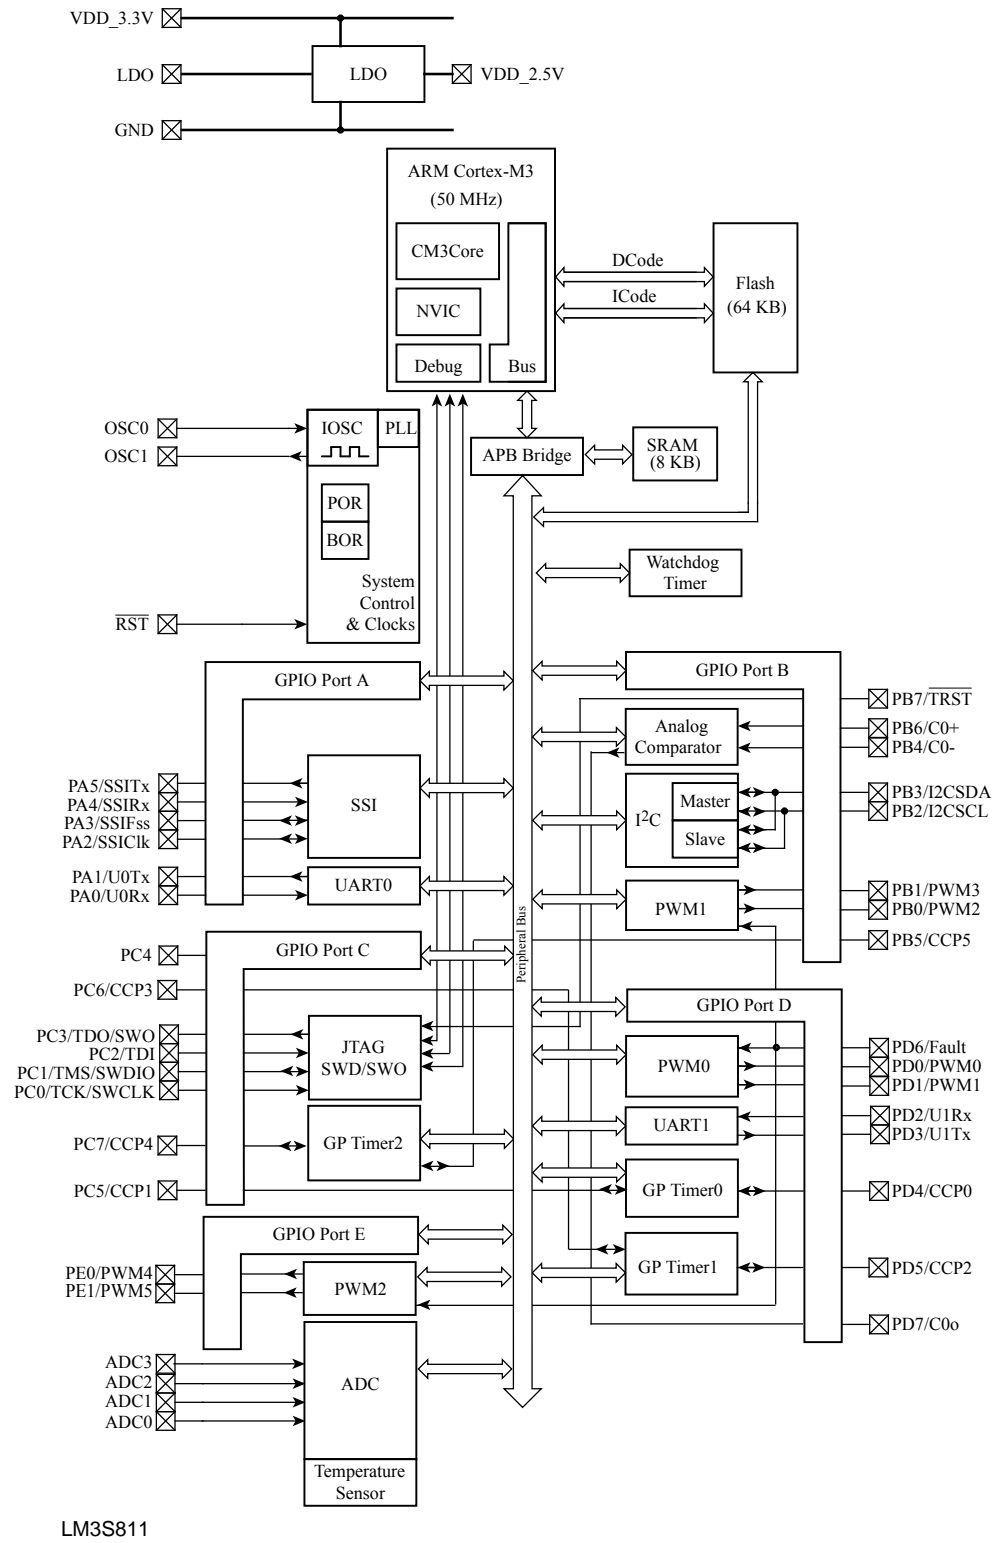 VDD_3.3V
LDO
LDO
VDD_2.5V
GND
ARM Cortex-M3
(50 MHz)
CM3Core
NVIC
Debug
Bus
DCode
ICode
Flash
(64 KB)
OSC0
OSC1
IOSC
PLL
POR
BOR
System
Control
& Clocks
RST
APB Bridge
SRAM
(8 KB)
Watchdog
Timer
GPIO Port A
PA5/SSITx
PA4/SSIRx
PA3/SSIFss
PA2/SSIClk
SSI
PA1/U0Tx
PA0/U0Rx
UART0
GPIO Port B
PB7/TRST
Analog
Comparator
PB6/C0+
PB4/C0-
I2C
Master
Slave
PB3/I2CSDA
PB2/I2CSCL
PWM1
PB1/PWM3
PB0/PWM2
PB5/CCP5
Peripheral Bus
GPIO Port C
PC4
PC6/CCP3
PC3/TDO/SWO
PC2/TDI
PC1/TMS/SWDIO
PC0/TCK/SWCLK
JTAG
SWD/SWO
PC7/CCP4
GP Timer2
PC5/CCP1
GPIO Port D
PWM0
PD6/Fault
PD0/PWM0
PD1/PWM1
UART1
PD2/U1Rx
PD3/U1Tx
GP Timer0
PD4/CCP0
GP Timer1
PD5/CCP2
PD7/C0o
GPIO Port E
PE0/PWM4
PE1/PWM5
PWM2
ADC3
ADC2
ADC1
ADC0
ADC
Temperature
Sensor
LM3S811